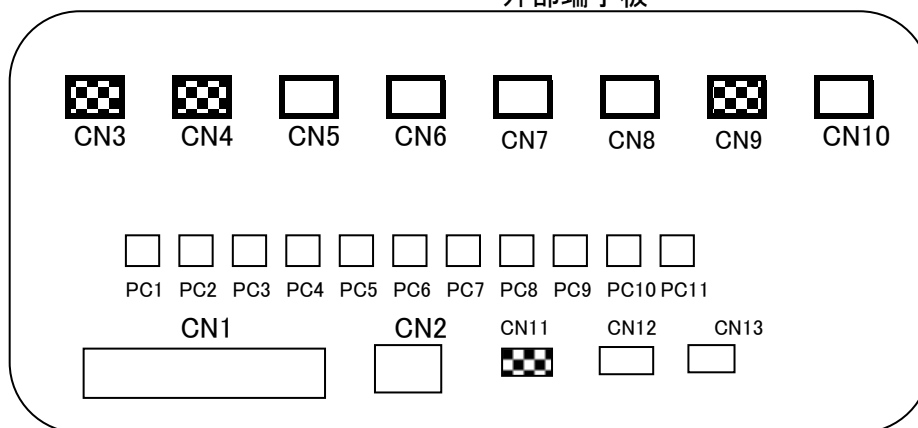 外部端子板
CN3 CN4 CN5 CN6 CN7 CN8 CN9 CN10
PC1 PC2 PC3 PC4 PC5 PC6 PC7 PC8 PC9 PC10 PC11
CN1 CN2 CN11 CN12 CN13